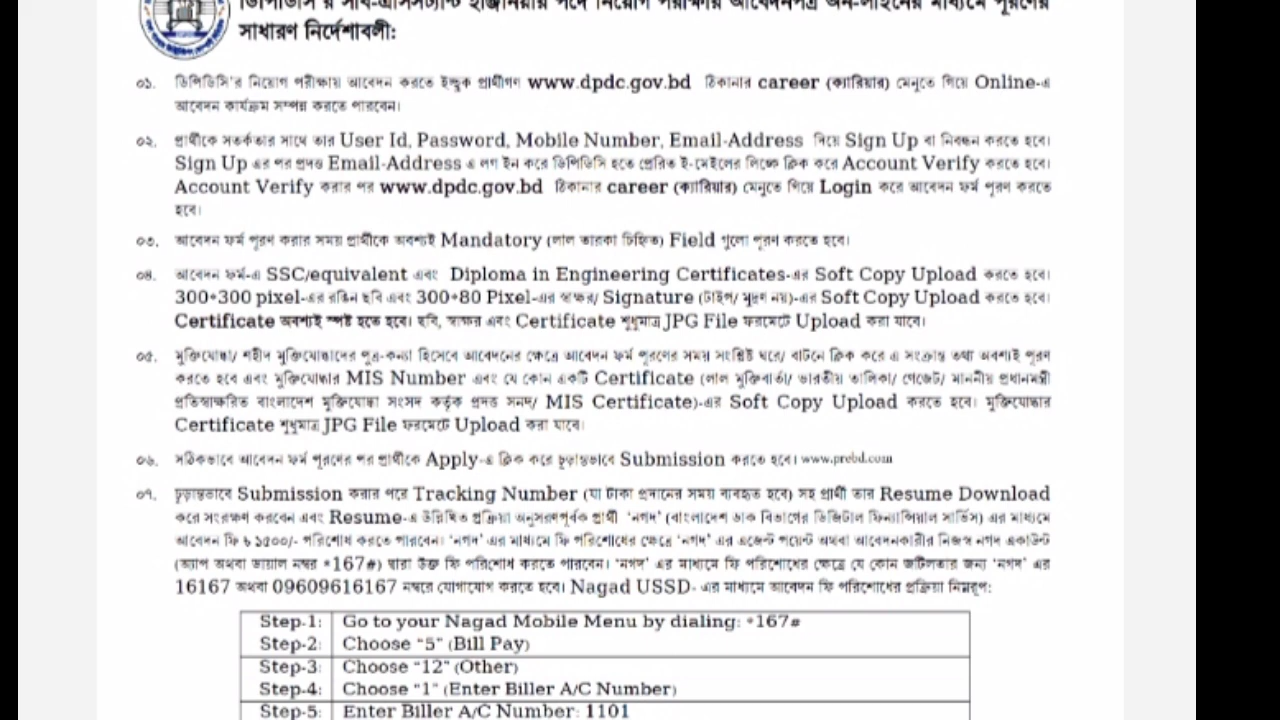 ডিপিডিসি'র সাব-এসিসট্যান্ট ইঞ্জিনিয়ার পদে নিয়োগ পরীক্ষার আবেদনপত্র অন-লাইনের মাধ্যমে পূরণের
সাধারণ নির্দেশাবলী:
০১. ডিপিডিসি'র নিয়োগ পরীক্ষায় আবেদন করতে ইচ্ছুক প্রার্থীগণ www.dpdc.gov.bd ঠিকানার career (ক্যারিয়ার) মেনুতে গিয়ে Online-এ
আবেদন কার্যক্রম সম্পন্ন করতে পারবেন।
০২. প্রার্থীকে সতর্কতার সাথে তার User Id, Password, Mobile Number, Email-Address দিয়ে Sign Up বা নিবন্ধন করতে হবে।
Sign Up এর পর প্রদত্ত Email-Address এ লগ ইন করে ডিপিডিসি হতে প্রেরিত ই-মেইলের লিঙ্কে ক্লিক করে Account Verify করতে হবে।
Account Verify করার পর www.dpdc.gov.bd ঠিকানার career (ক্যারিয়ার) মেনুতে গিয়ে Login করে আবেদন ফর্ম পূরণ করতে
হবে।
০৩. আবেদন ফর্ম পূরণ করার সময় প্রার্থীকে অবশ্যই Mandatory (লাল তারকা চিহ্নিত) Field গুলো পূরণ করতে হবে।
০৪. আবেদন ফর্ম-এ SSC/equivalent এবং Diploma in Engineering Certificates-এর Soft Copy Upload করতে হবে।
300*300 pixel-এর রঙিন ছবি এবং 300*80 Pixel-এর স্বাক্ষর/ Signature (টাইপ/ মুদ্রণ নয়)-এর Soft Copy Upload করতে হবে।
Certificate অবশ্যই স্পষ্ট হতে হবে। ছবি, স্বাক্ষর এবং Certificate শুধুমাত্র JPG File ফরমেটে Upload করা যাবে।
০৫. মুক্তিযোদ্ধা/ শহীদ মুক্তিযোদ্ধাদের পুত্র-কন্যা হিসেবে আবেদনের ক্ষেত্রে আবেদন ফর্ম পূরণের সময় সংশ্লিষ্ট ঘরে/ বাটনে ক্লিক করে এ সংক্রান্ত তথ্য অবশ্যই পূরণ
করতে হবে এবং মুক্তিযোদ্ধার MIS Number এবং যে কোন একটি Certificate (লাল মুক্তিবার্তা/ ভারতীয় তালিকা/ গেজেট/ মাননীয় প্রধানমন্ত্রী
প্রতিস্বাক্ষরিত বাংলাদেশ মুক্তিযোদ্ধা সংসদ কর্তৃক প্রদত্ত সনদ/ MIS Certificate)-এর Soft Copy Upload করতে হবে। মুক্তিযোদ্ধার
Certificate শুধুমাত্র JPG File ফরমেটে Upload করা যাবে।
০৬. সঠিকভাবে আবেদন ফর্ম পূরণের পর প্রার্থীকে Apply-এ ক্লিক করে চূড়ান্তভাবে Submission করতে হবে। www.prebd.com
০৭. চূড়ান্তভাবে Submission করার পরে Tracking Number (যা টাকা প্রদানের সময় ব্যবহৃত হবে) সহ প্রার্থী তার Resume Download
করে সংরক্ষণ করবেন এবং Resume-এ উল্লিখিত প্রক্রিয়া অনুসরণপূর্বক প্রার্থী 'নগদ' (বাংলাদেশ ডাক বিভাগের ডিজিটাল ফিন্যান্সিয়াল সার্ভিস) এর মাধ্যমে
আবেদন ফি ৳ ১৫০০/- পরিশোধ করতে পারবেন। 'নগদ' এর মাধ্যমে ফি পরিশোধের ক্ষেত্রে 'নগদ' এর এজেন্ট পয়েন্ট অথবা আবেদনকারীর নিজস্ব নগদ একাউন্ট
(অ্যাপ অথবা ডায়াল নম্বর *167#) দ্বারা উক্ত ফি পরিশোধ করতে পারবেন। 'নগদ' এর মাধ্যমে ফি পরিশোধের ক্ষেত্রে যে কোন জটিলতার জন্য 'নগদ' এর
16167 অথবা 09609616167 নম্বরে যোগাযোগ করতে হবে। Nagad USSD- এর মাধ্যমে আবেদন ফি পরিশোধের প্রক্রিয়া নিম্নরূপ:
Step-1: Go to your Nagad Mobile Menu by dialing: *167#
Step-2: Choose "5" (Bill Pay)
Step-3: Choose "12" (Other)
Step-4: Choose "1" (Enter Biller A/C Number)
Step-5: Enter Biller A/C Number: 1101